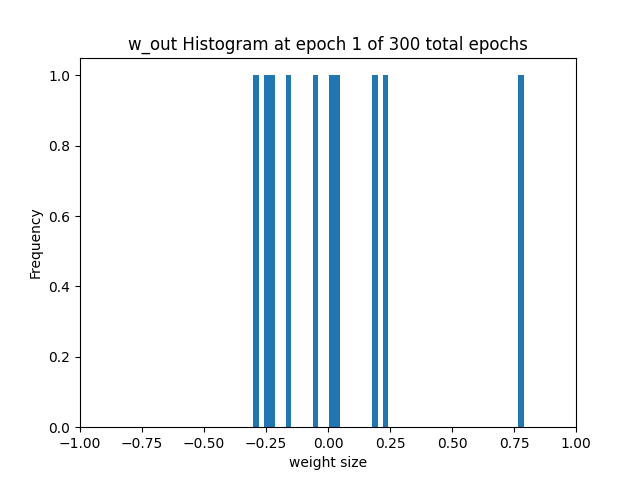 w_out Histogram at epoch 1 of 300 total epochs
1.0
0.8
0.6
0.4
0.2
0.0
Frequency
−1.00 −0.75 −0.50 −0.25 0.00 0.25 0.50 0.75 1.00
weight size